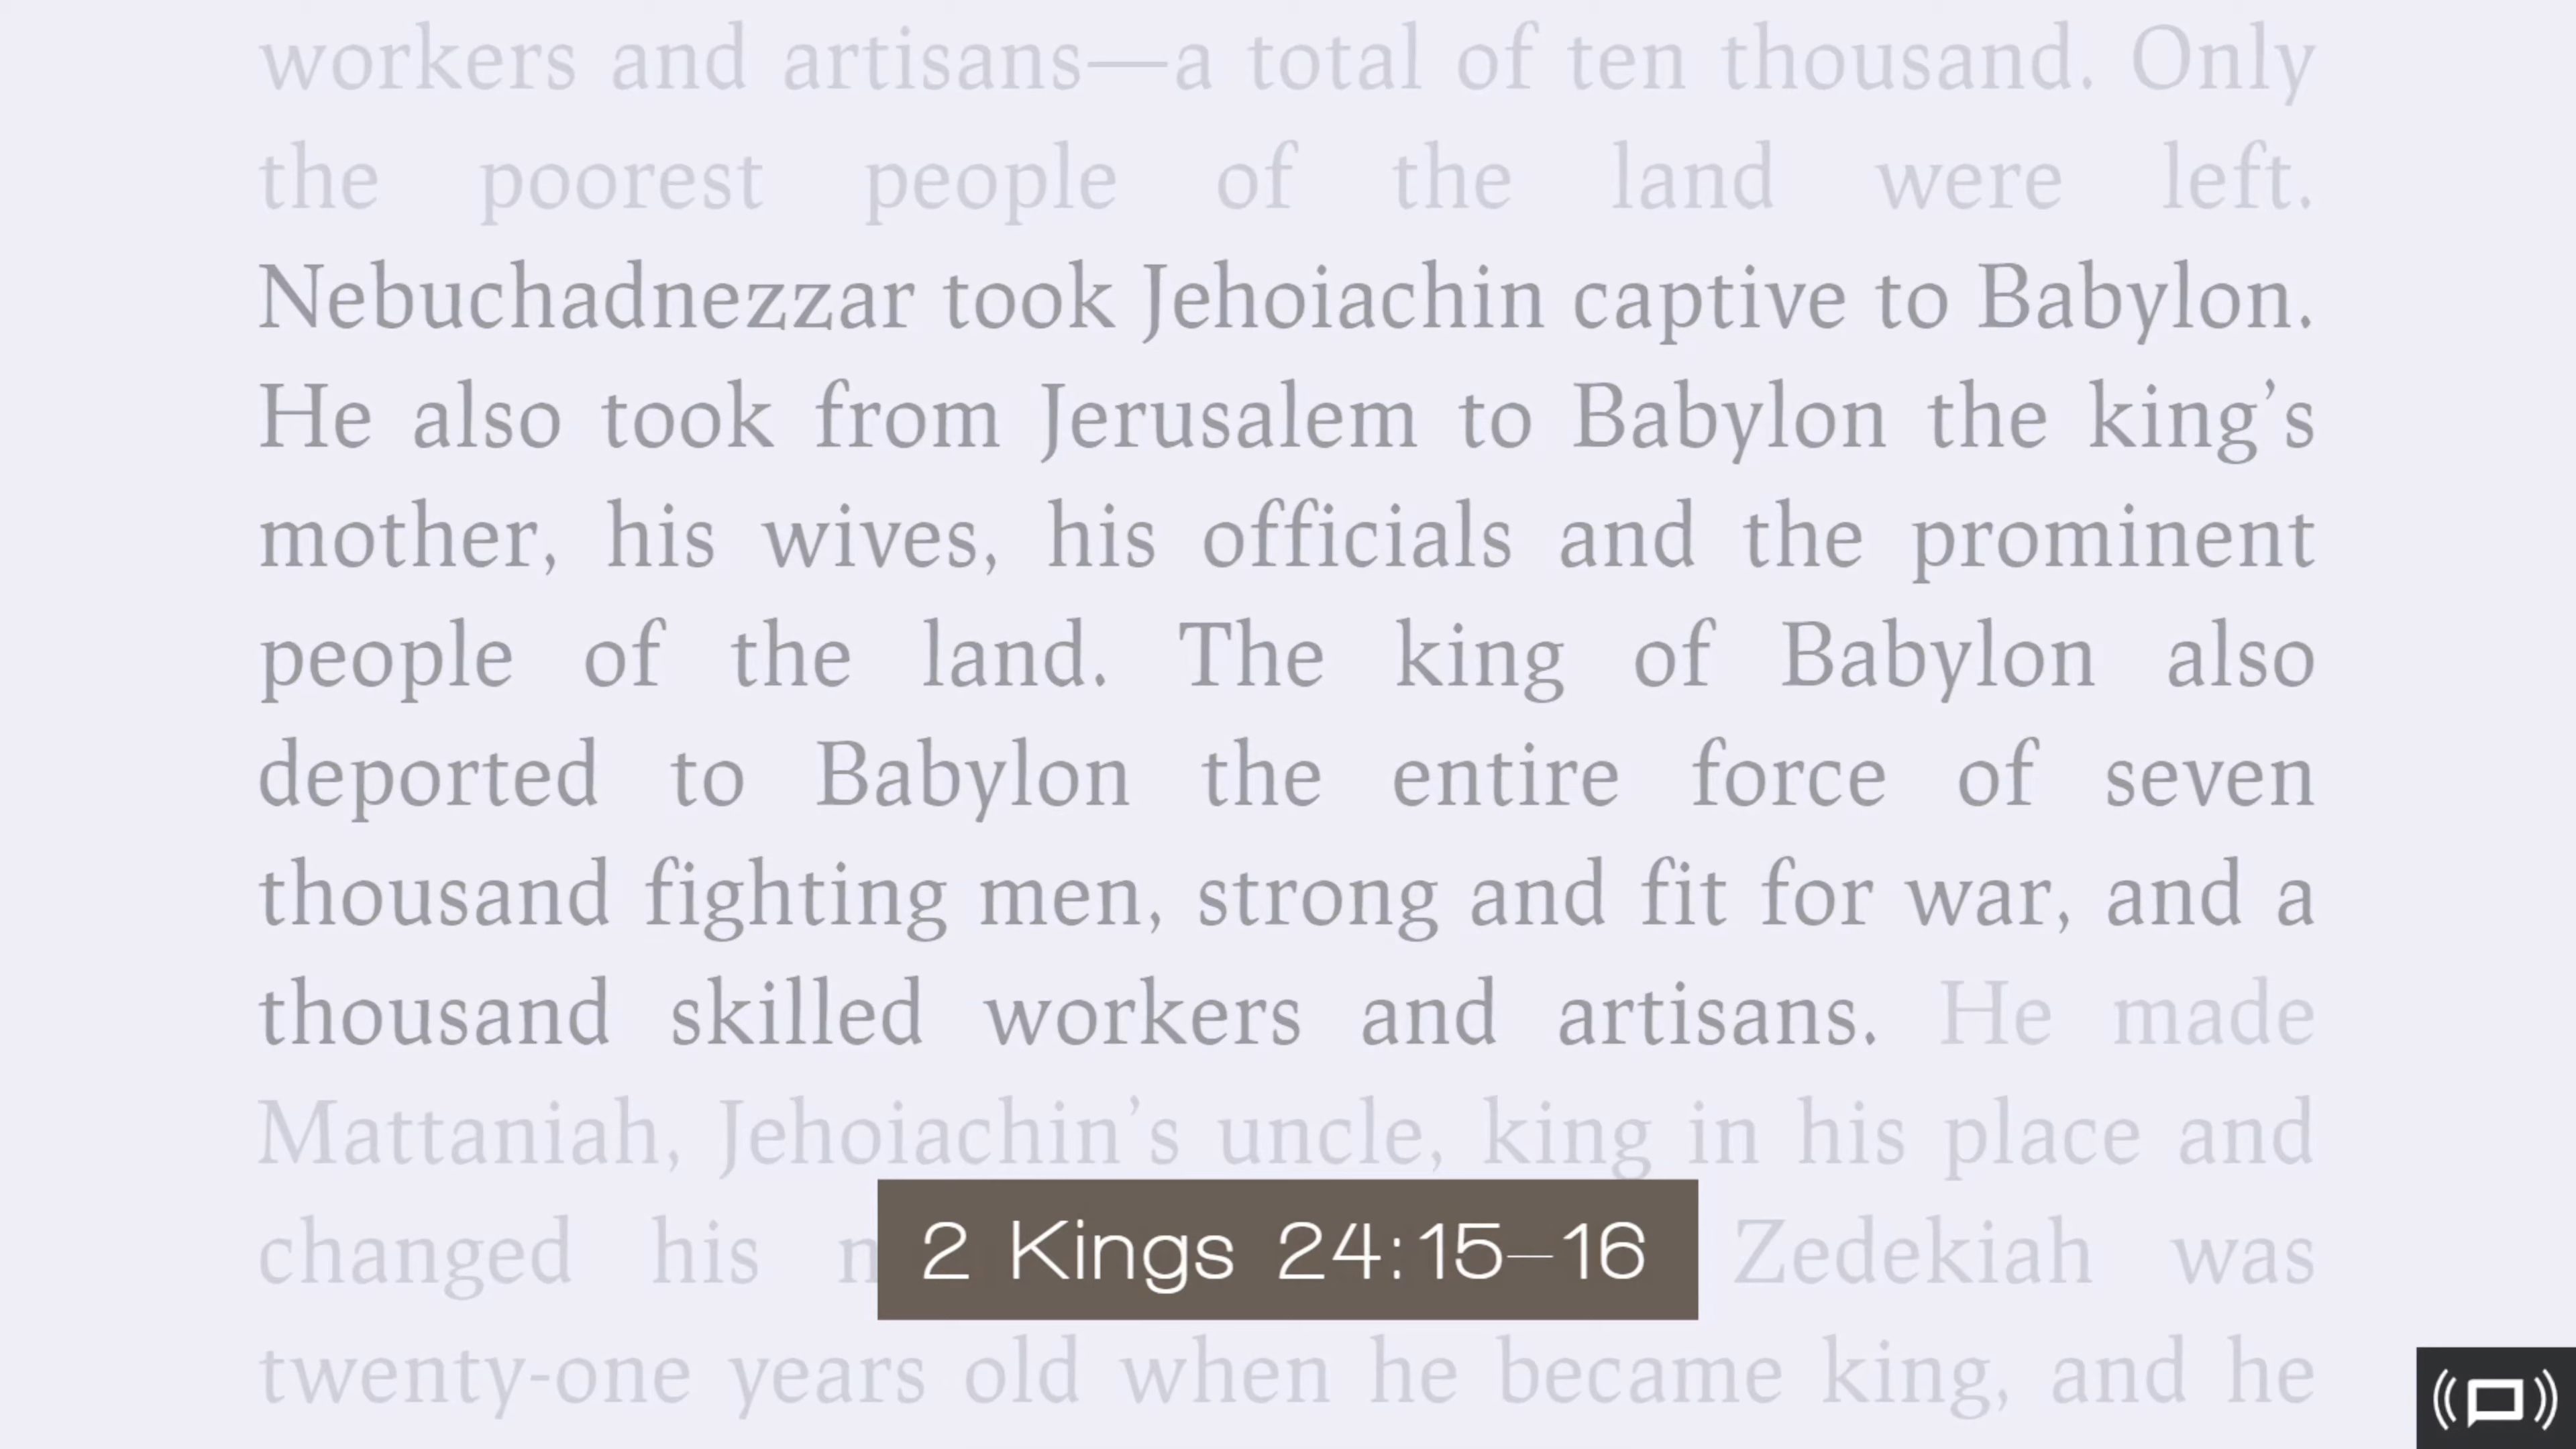 workers and artisans—a total of ten thousand. Only
the poorest people of the land were left.
Nebuchadnezzar took Jehoiachin captive to Babylon.
He also took from Jerusalem to Babylon the king’s
mother, his wives, his officials and the prominent
people of the land. The king of Babylon also
deported to Babylon the entire force of seven
thousand fighting men, strong and fit for war, and a
thousand skilled workers and artisans. He made
Mattaniah, Jehoiachin’s uncle, king in his place and
changed his Zedekiah was
2 Kings 24:15–16
twenty-one years old when he became king, and he